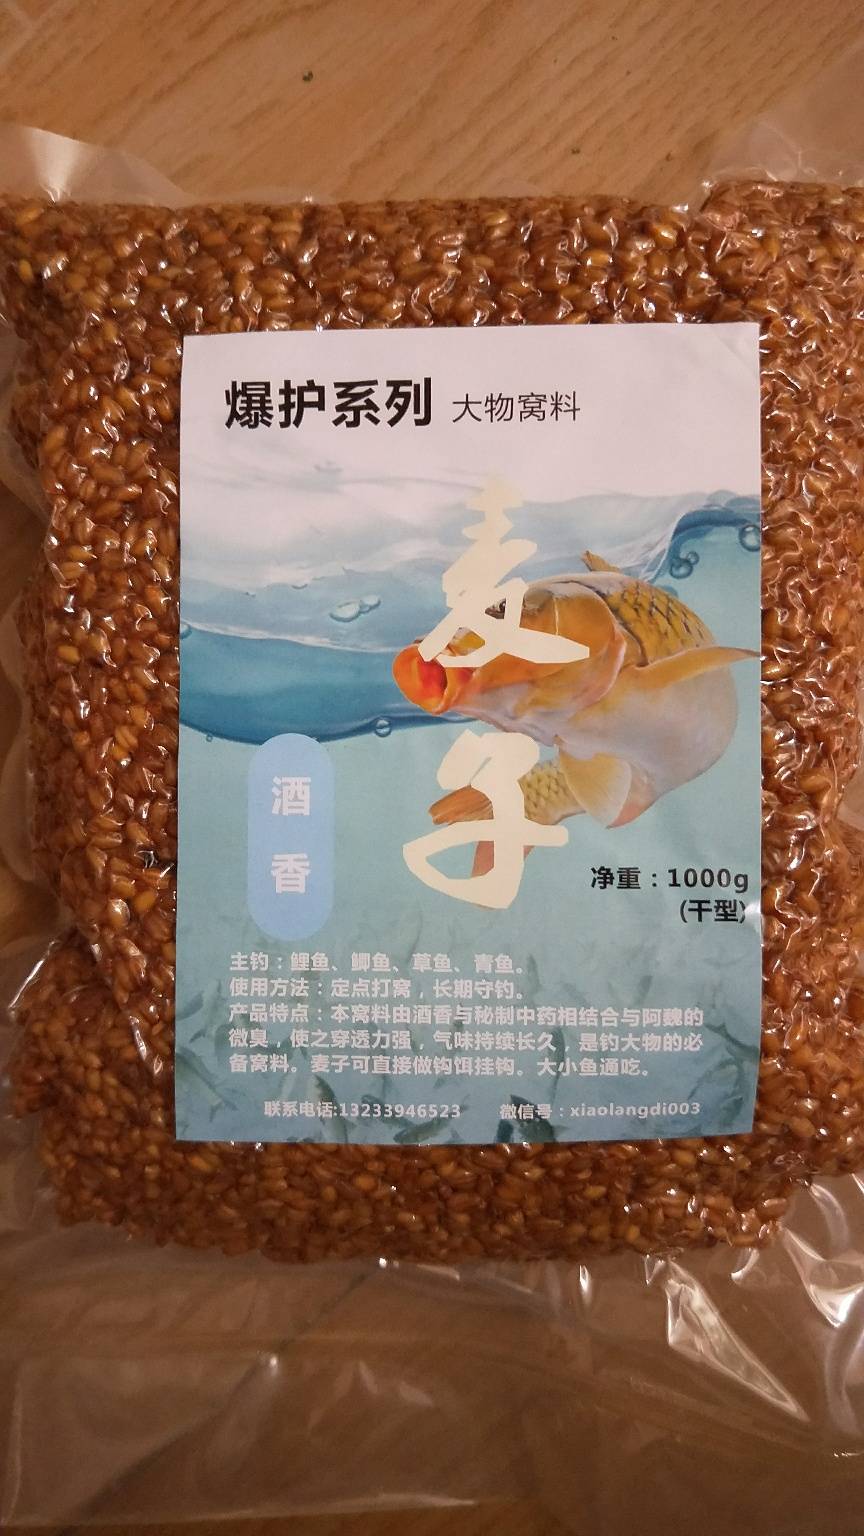 爆护系列 大物窝料
麦子
酒香
净重：1000g
(干型)
主钓：鲤鱼、鲫鱼、草鱼、青鱼。
使用方法：定点打窝，长期守钓。
产品特点：本窝料由酒香与秘制中药相结合与阿魏的
微臭，使之穿透力强，气味持续长久，是钓大物的必
备窝料。麦子可直接做钩饵挂钩。大小鱼通吃。
联系电话:13233946523 微信号：xiaolangdi003